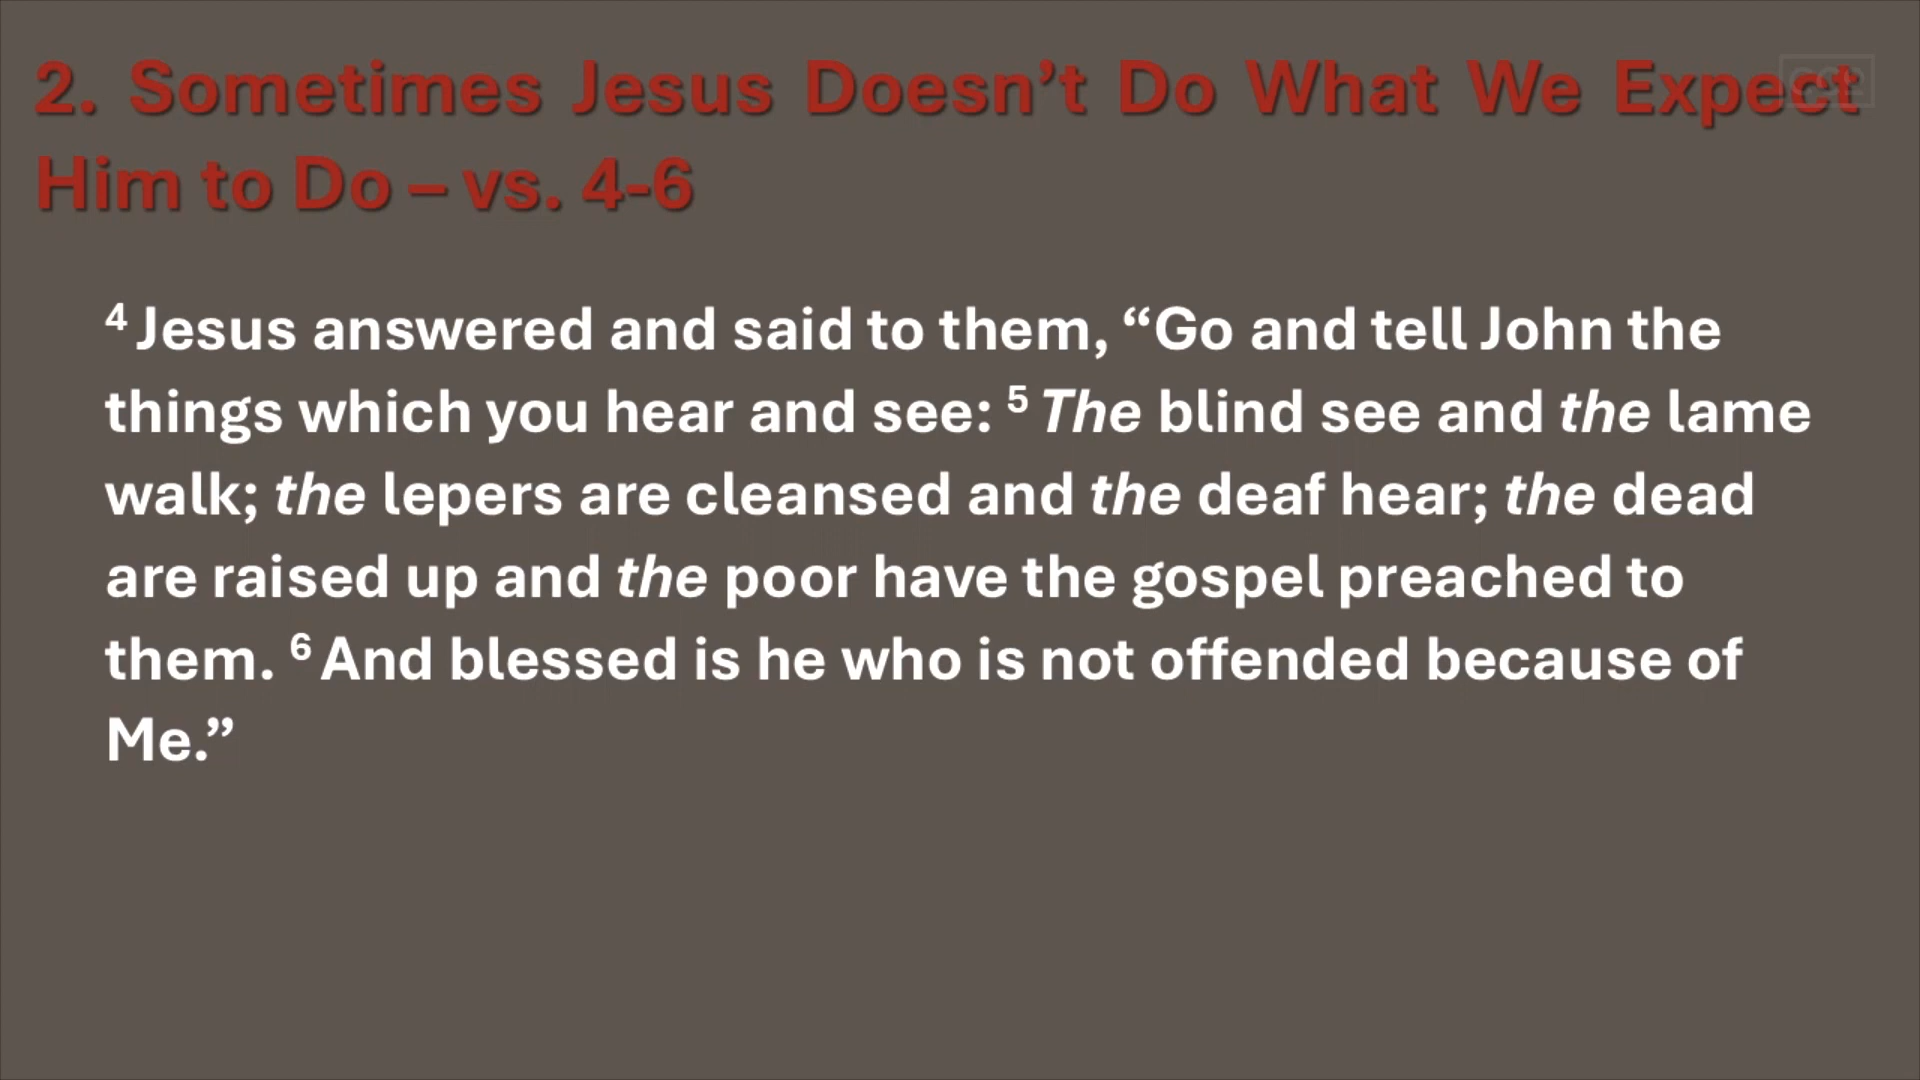 2. Sometimes Jesus Doesn’t Do What We Expect
Him to Do – vs. 4-6
⁴ Jesus answered and said to them, “Go and tell John the
things which you hear and see: ⁵ The blind see and the lame
walk; the lepers are cleansed and the deaf hear; the dead
are raised up and the poor have the gospel preached to
them. ⁶ And blessed is he who is not offended because of
Me.”